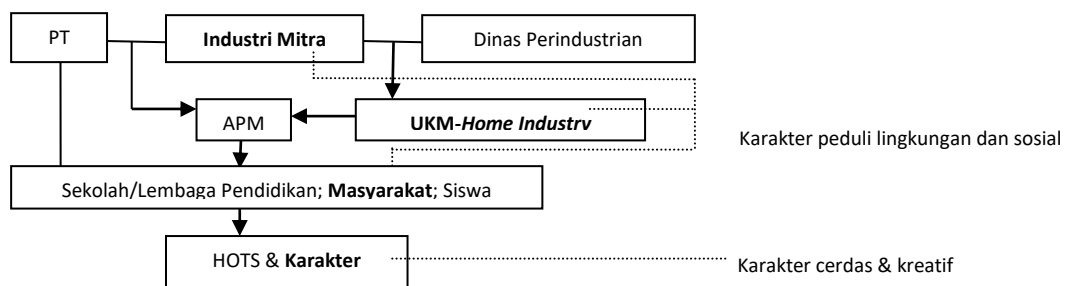 PT
Industri Mitra
Dinas Perindustrian
APM
UKM-Home Industry
Karakter peduli lingkungan dan sosial
Sekolah/Lembaga Pendidikan; Masyarakat; Siswa
HOTS & Karakter
Karakter cerdas & kreatif